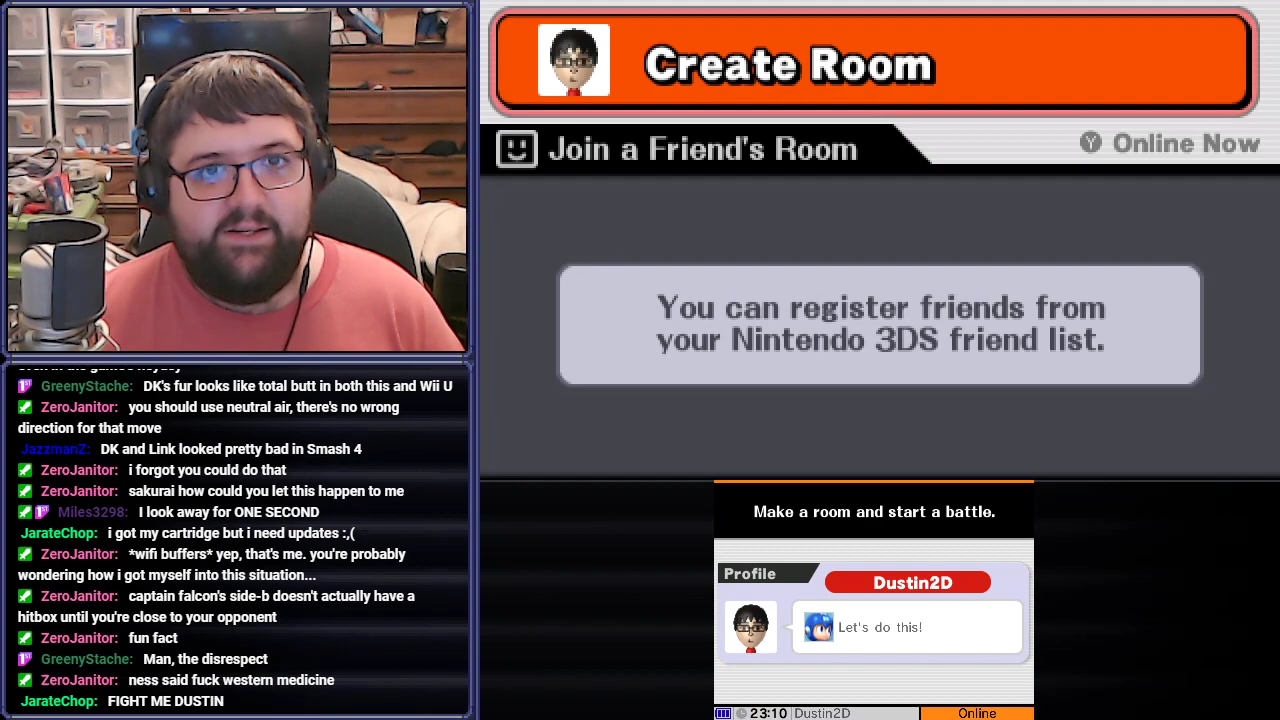 Create Room
Join a Friend's Room
Y Online Now
You can register friends from
your Nintendo 3DS friend list.
Make a room and start a battle.
Profile
Dustin2D
Let's do this!
23:10 Dustin2D Online
GreenyStache: DK's fur looks like total butt in both this and Wii U
ZeroJanitor: you should use neutral air, there's no wrong
direction for that move
JazzmanZ: DK and Link looked pretty bad in Smash 4
ZeroJanitor: i forgot you could do that
ZeroJanitor: sakurai how could you let this happen to me
Miles3298: I look away for ONE SECOND
JarateChop: i got my cartridge but i need updates :,(
ZeroJanitor: *wifi buffers* yep, that's me. you're probably
wondering how i got myself into this situation...
ZeroJanitor: captain falcon's side-b doesn't actually have a
hitbox until you're close to your opponent
ZeroJanitor: fun fact
GreenyStache: Man, the disrespect
ZeroJanitor: ness said fuck western medicine
JarateChop: FIGHT ME DUSTIN